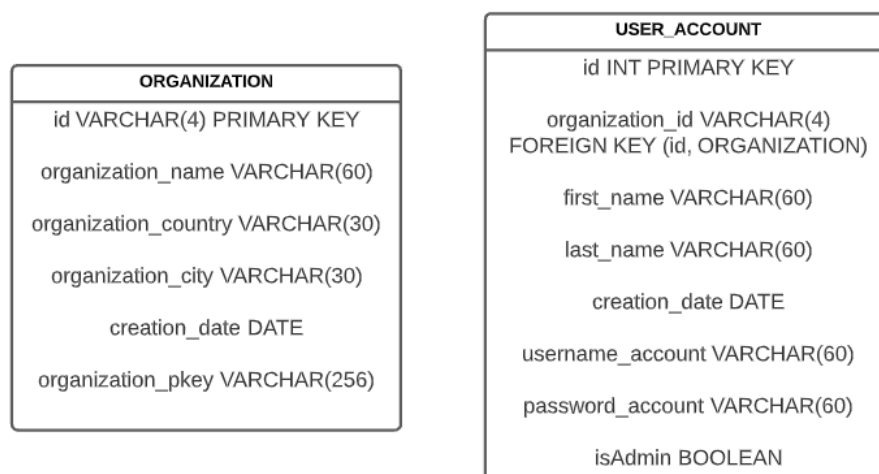 ORGANIZATION
id VARCHAR(4) PRIMARY KEY
organization_name VARCHAR(60)
organization_country VARCHAR(30)
organization_city VARCHAR(30)
creation_date DATE
organization_pkey VARCHAR(256)
USER_ACCOUNT
id INT PRIMARY KEY
organization_id VARCHAR(4)
FOREIGN KEY (id, ORGANIZATION)
first_name VARCHAR(60)
last_name VARCHAR(60)
creation_date DATE
username_account VARCHAR(60)
password_account VARCHAR(60)
isAdmin BOOLEAN